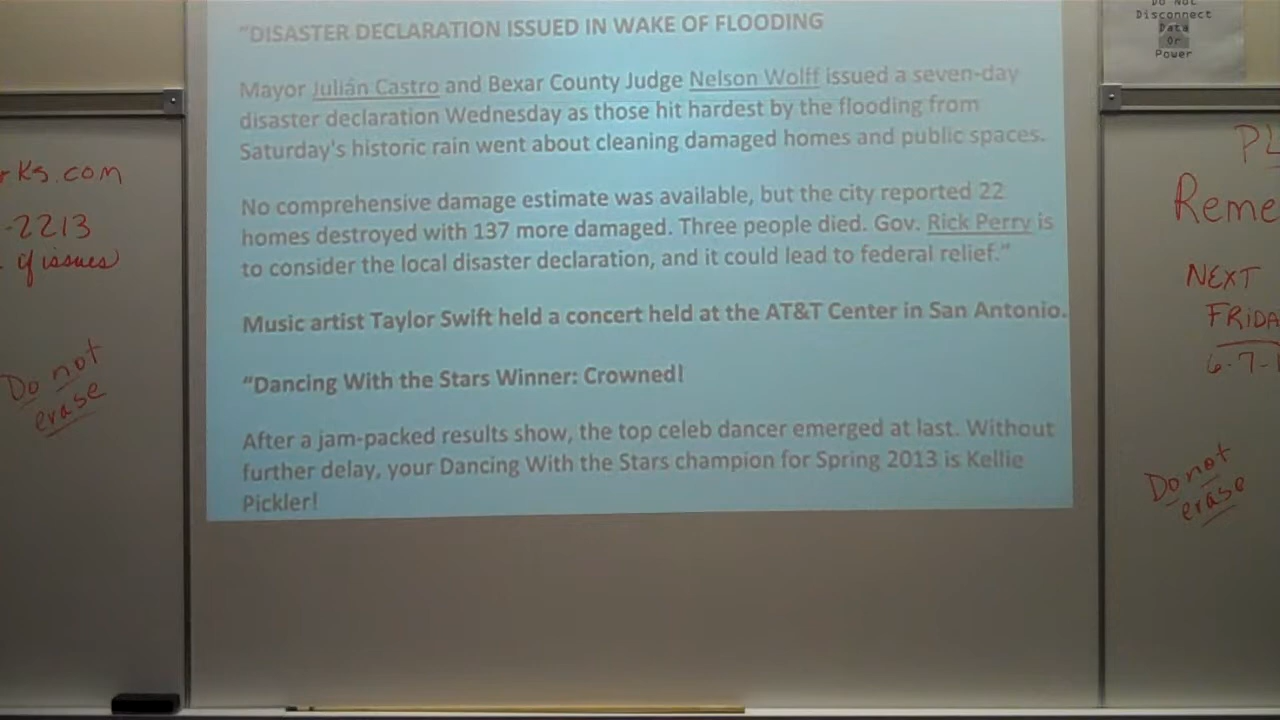 "DISASTER DECLARATION ISSUED IN WAKE OF FLOODING
Mayor Julián Castro and Bexar County Judge Nelson Wolff issued a seven-day
disaster declaration Wednesday as those hit hardest by the flooding from
Saturday's historic rain went about cleaning damaged homes and public spaces.
No comprehensive damage estimate was available, but the city reported 22
homes destroyed with 137 more damaged. Three people died. Gov. Rick Perry is
to consider the local disaster declaration, and it could lead to federal relief."
Music artist Taylor Swift held a concert held at the AT&T Center in San Antonio.
"Dancing With the Stars Winner: Crowned!
After a jam-packed results show, the top celeb dancer emerged at last. Without
further delay, your Dancing With the Stars champion for Spring 2013 is Kellie
Pickler!
rks.com
-2213
if issues
Do not
erase
Do Not
Disconnect
Data
Or
Power
PL
Reme
NEXT
FRIDA
6-7-1
Do not
erase